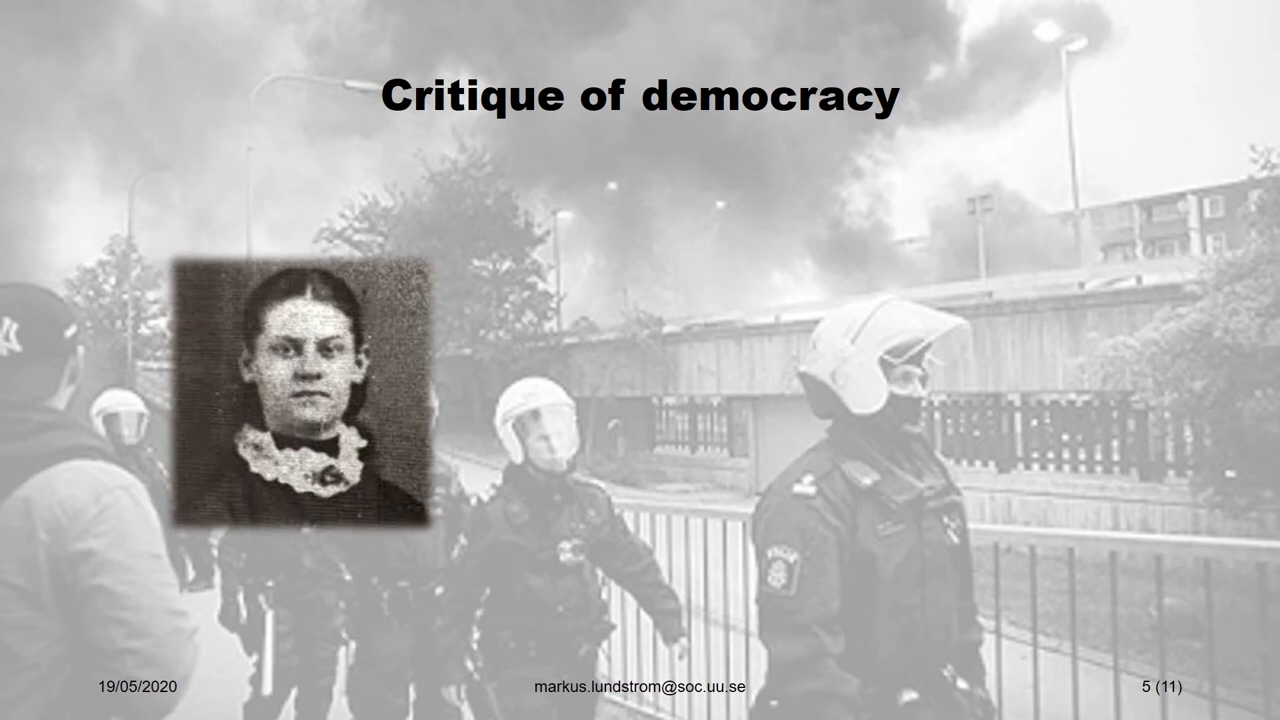 Critique of democracy
19/05/2020
markus.lundstrom@soc.uu.se
5 (11)